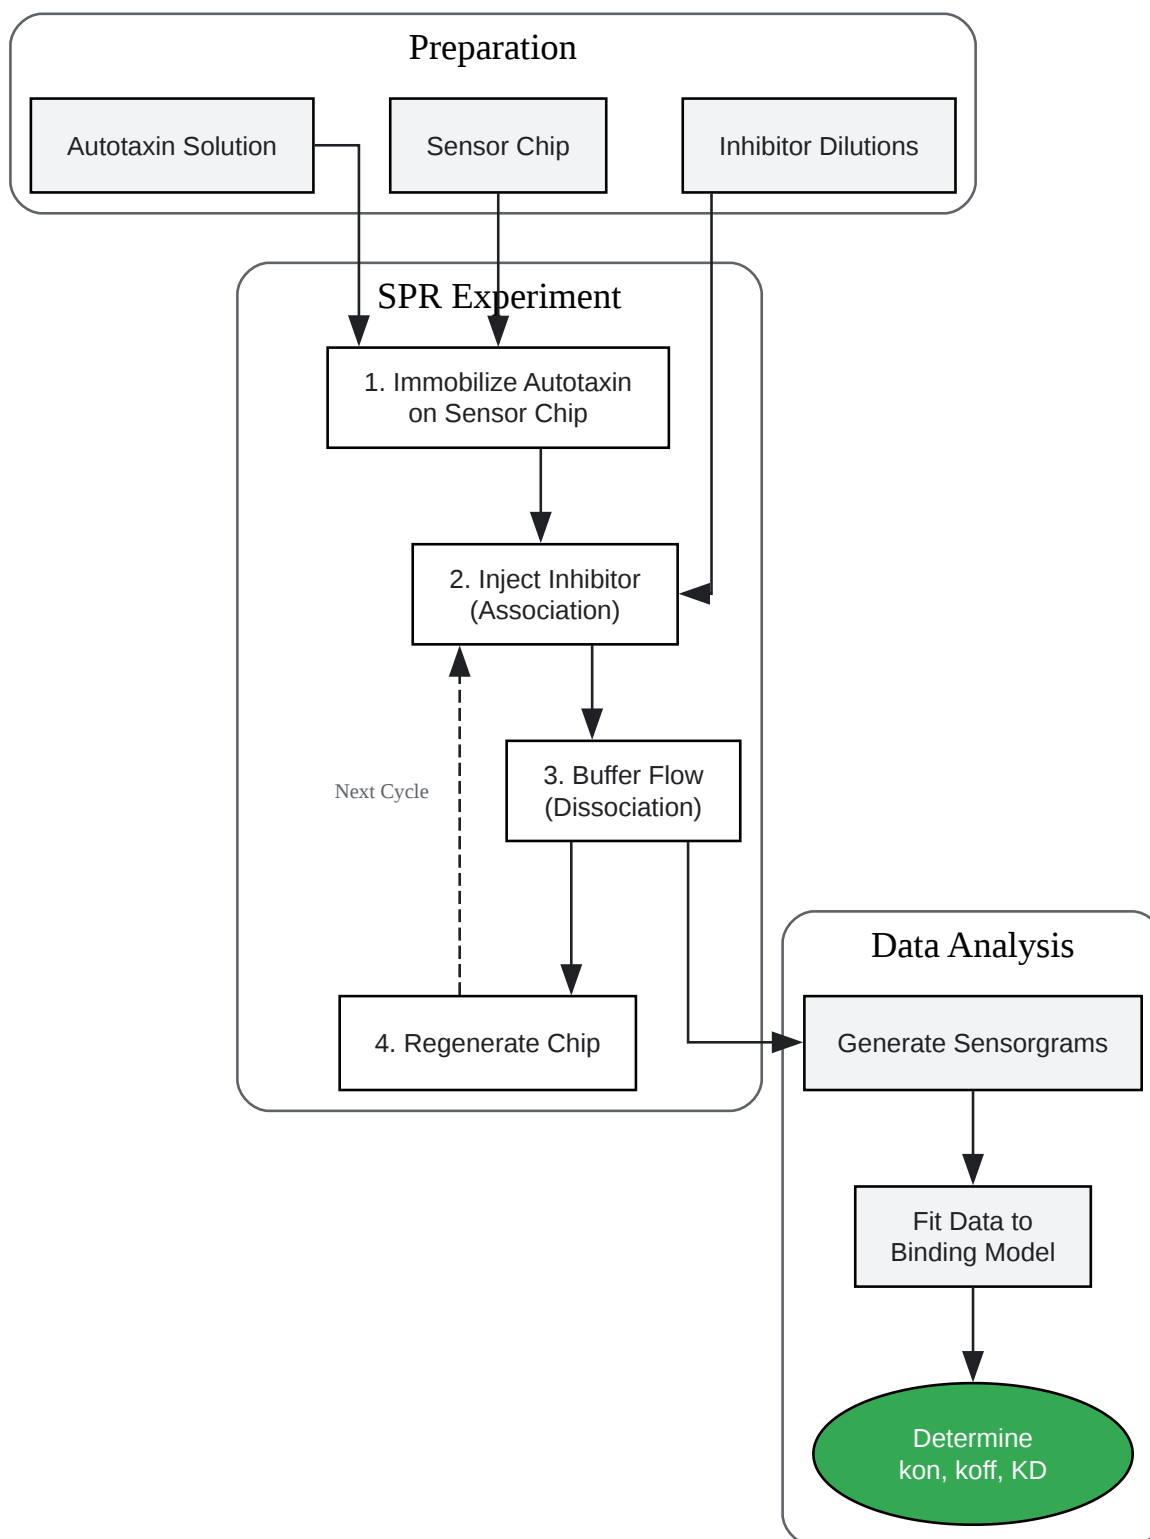 Preparation
Autotaxin Solution
Sensor Chip
Inhibitor Dilutions
SPR Experiment
1. Immobilize Autotaxin
on Sensor Chip
2. Inject Inhibitor
(Association)
3. Buffer Flow
(Dissociation)
Next Cycle
4. Regenerate Chip
Data Analysis
Generate Sensorgrams
Fit Data to
Binding Model
Determine
kon, koff, KD